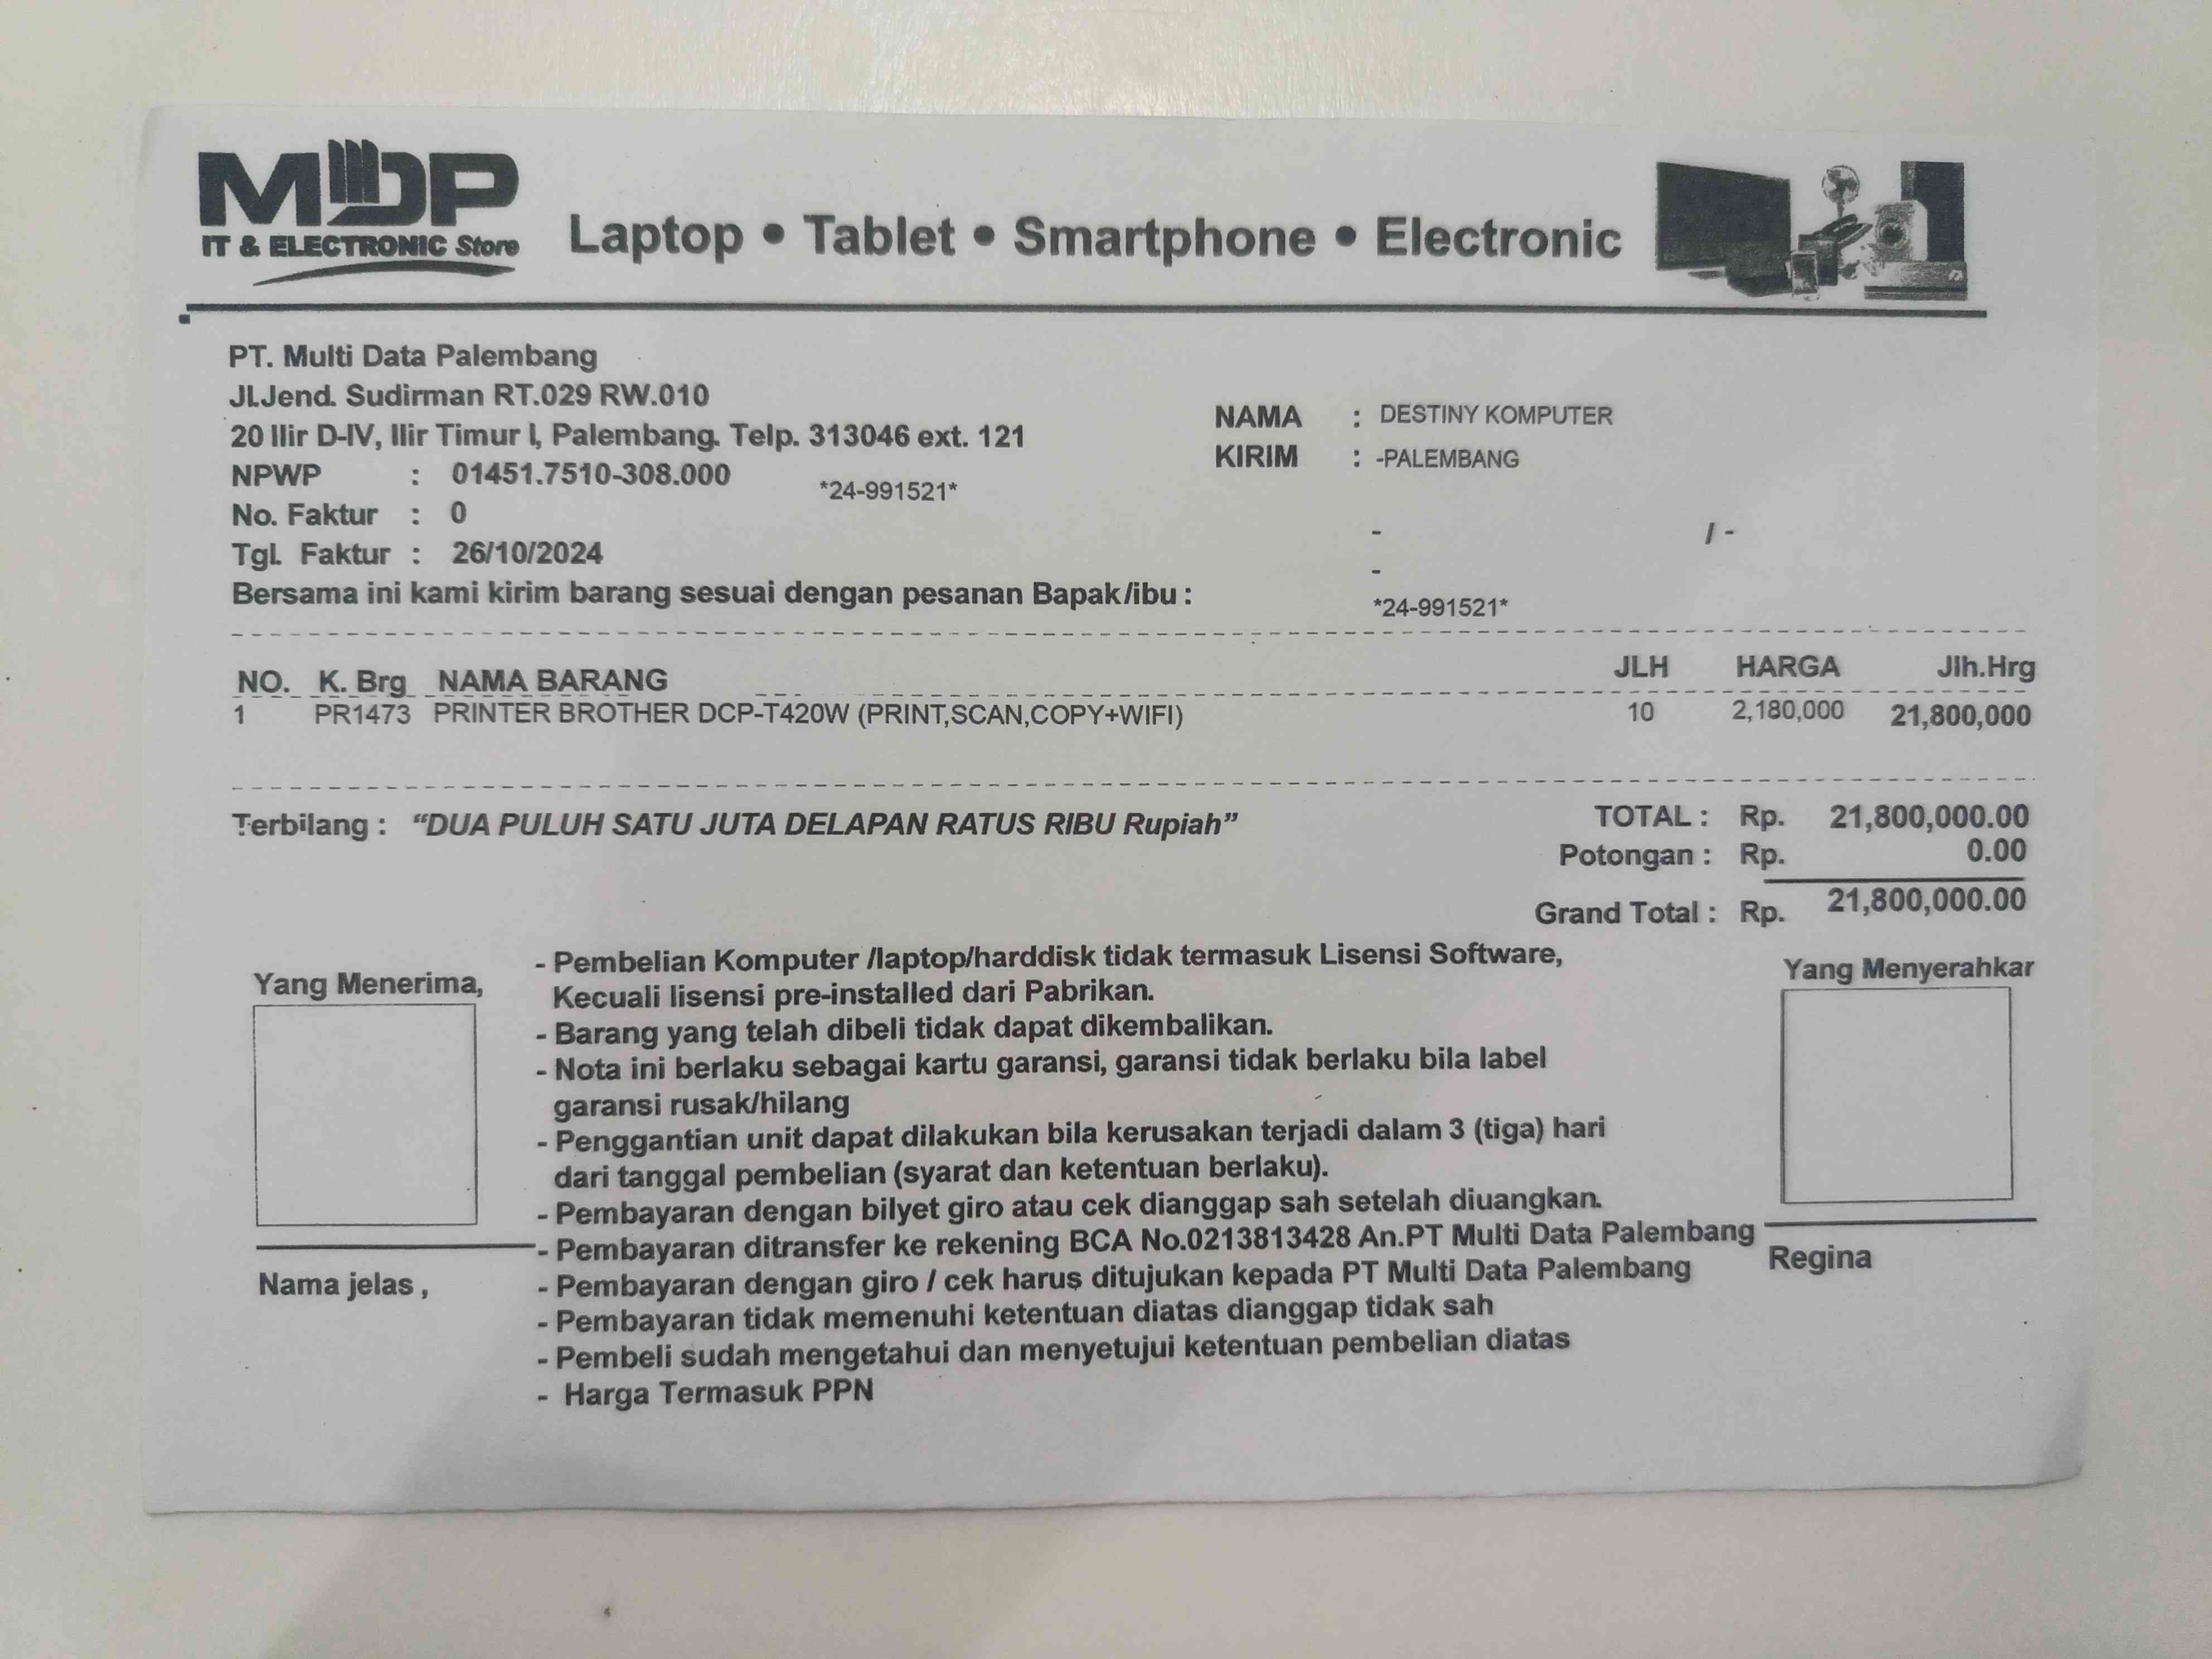 MDP
IT & ELECTRONIC Store
Laptop • Tablet • Smartphone • Electronic
PT. Multi Data Palembang
Jl.Jend. Sudirman RT.029 RW.010
20 Ilir D-IV, Ilir Timur I, Palembang. Telp. 313046 ext. 121
NPWP : 01451.7510-308.000 *24-991521*
No. Faktur : 0
Tgl. Faktur : 26/10/2024
Bersama ini kami kirim barang sesuai dengan pesanan Bapak/ibu :
NAMA : DESTINY KOMPUTER
KIRIM : -PALEMBANG
- / -
-
*24-991521*
NO. K. Brg NAMA BARANG JLH HARGA Jlh.Hrg
1 PR1473 PRINTER BROTHER DCP-T420W (PRINT,SCAN,COPY+WIFI) 10 2,180,000 21,800,000
Terbilang : “DUA PULUH SATU JUTA DELAPAN RATUS RIBU Rupiah”
TOTAL : Rp. 21,800,000.00
Potongan : Rp. 0.00
Grand Total : Rp. 21,800,000.00
Yang Menerima,
Nama jelas ,
- Pembelian Komputer /laptop/harddisk tidak termasuk Lisensi Software,
Kecuali lisensi pre-installed dari Pabrikan.
- Barang yang telah dibeli tidak dapat dikembalikan.
- Nota ini berlaku sebagai kartu garansi, garansi tidak berlaku bila label
garansi rusak/hilang
- Penggantian unit dapat dilakukan bila kerusakan terjadi dalam 3 (tiga) hari
dari tanggal pembelian (syarat dan ketentuan berlaku).
- Pembayaran dengan bilyet giro atau cek dianggap sah setelah diuangkan.
- Pembayaran ditransfer ke rekening BCA No.0213813428 An.PT Multi Data Palembang
- Pembayaran dengan giro / cek harus ditujukan kepada PT Multi Data Palembang
- Pembayaran tidak memenuhi ketentuan diatas dianggap tidak sah
- Pembeli sudah mengetahui dan menyetujui ketentuan pembelian diatas
- Harga Termasuk PPN
Yang Menyerahkar
Regina